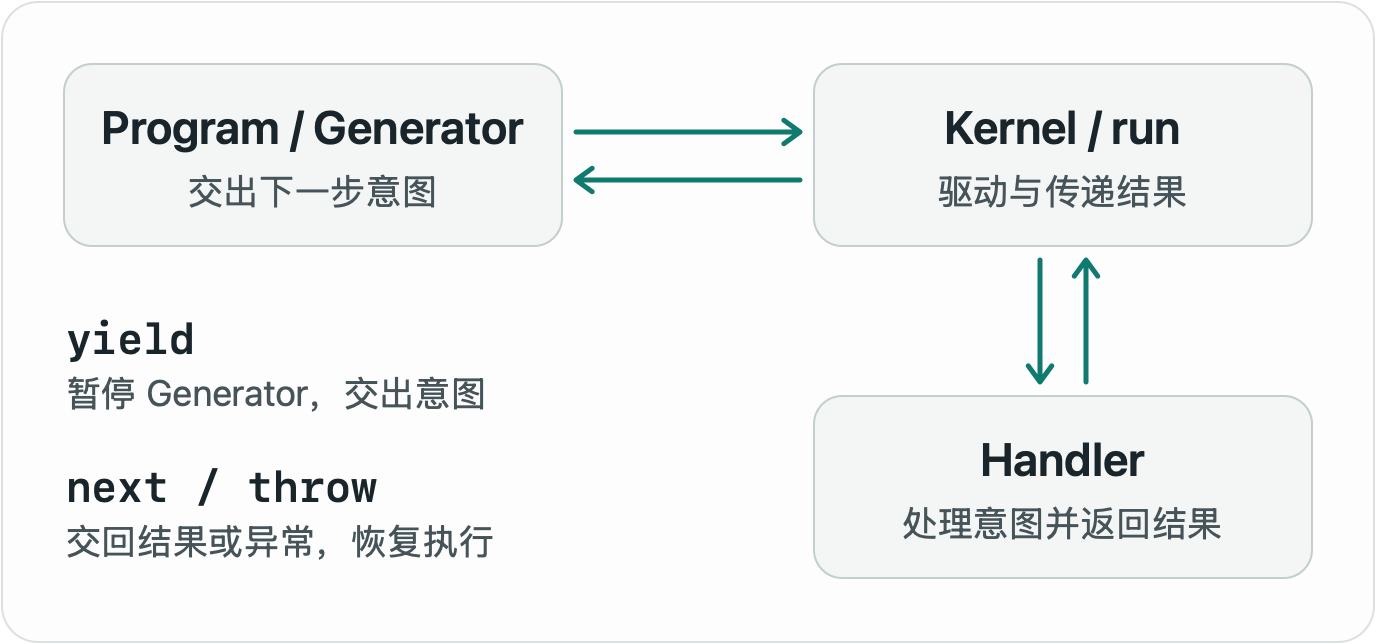 Program / Generator
交出下一步意图
Kernel / run
驱动与传递结果
yield
暂停 Generator，交出意图
next / throw
交回结果或异常，恢复执行
Handler
处理意图并返回结果